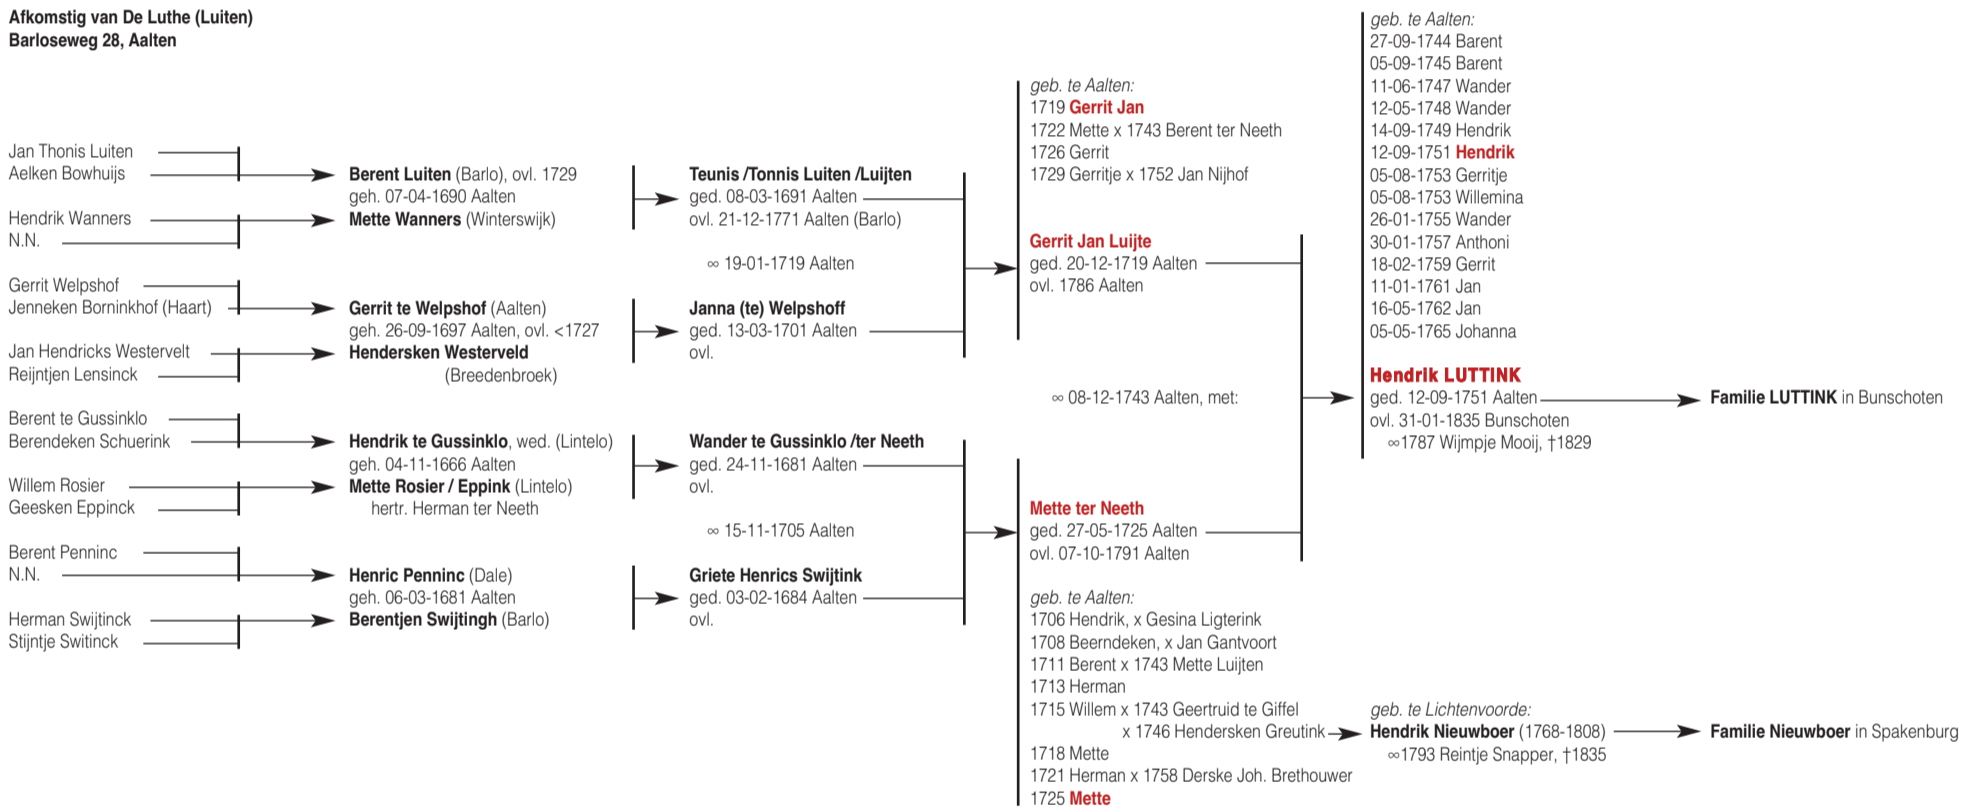 Afkomstig van De Luthe (Luiten)
Barloseweg 28, Aalten
Jan Thonis Luiten
Aelken Bowhuijs
Hendrik Wanners
N.N.
Gerrit Welpshof
Jenneken Borninkhof (Haart)
Jan Hendricks Westervelt
Reijntjen Lensinck
Berent te Gussinklo
Berendeken Schuerink
Willem Rosier
Geesken Eppinck
Berent Penninc
N.N.
Herman Swijtinck
Stijntje Switinck
Berent Luiten (Barlo), ovl. 1729
geh. 07-04-1690 Aalten
Mette Wanners (Winterswijk)
Gerrit te Welpshof (Aalten)
geh. 26-09-1697 Aalten, ovl. <1727
Hendersken Westerveld
(Breedenbroek)
Hendrik te Gussinklo, wed. (Lintelo)
geh. 04-11-1666 Aalten
Mette Rosier / Eppink (Lintelo)
hertr. Herman ter Neeth
Henric Penninc (Dale)
geh. 06-03-1681 Aalten
Berentjen Swijtingh (Barlo)
Teunis /Tonnis Luiten /Luijten
ged. 08-03-1691 Aalten
ovl. 21-12-1771 Aalten (Barlo)
∞ 19-01-1719 Aalten
Janna (te) Welpshoff
ged. 13-03-1701 Aalten
ovl.
Wander te Gussinklo /ter Neeth
ged. 24-11-1681 Aalten
ovl.
∞ 15-11-1705 Aalten
Griete Henrics Swijtink
ged. 03-02-1684 Aalten
ovl.
geb. te Aalten:
1719 Gerrit Jan
1722 Mette x 1743 Berent ter Neeth
1726 Gerrit
1729 Gerritje x 1752 Jan Nijhof
Gerrit Jan Luijte
ged. 20-12-1719 Aalten
ovl. 1786 Aalten
∞ 08-12-1743 Aalten, met:
Mette ter Neeth
ged. 27-05-1725 Aalten
ovl. 07-10-1791 Aalten
geb. te Aalten:
1706 Hendrik, x Gesina Ligterink
1708 Beerndeken, x Jan Gantvoort
1711 Berent x 1743 Mette Luijten
1713 Herman
1715 Willem x 1743 Geertruid te Giffel
x 1746 Hendersken Greutink
1718 Mette
1721 Herman x 1758 Derske Joh. Brethouwer
1725 Mette
geb. te Aalten:
27-09-1744 Barent
05-09-1745 Barent
11-06-1747 Wander
12-05-1748 Wander
14-09-1749 Hendrik
12-09-1751 Hendrik
05-08-1753 Gerritje
05-08-1753 Willemina
26-01-1755 Wander
30-01-1757 Anthoni
18-02-1759 Gerrit
11-01-1761 Jan
16-05-1762 Jan
05-05-1765 Johanna
Hendrik LUTTINK
ged. 12-09-1751 Aalten
ovl. 31-01-1835 Bunschoten
∞1787 Wijmpje Mooij, †1829
geb. te Lichtenvoorde:
Hendrik Nieuwboer (1768-1808)
∞1793 Reintje Snapper, †1835
Familie LUTTINK in Bunschoten
Familie Nieuwboer in Spakenburg